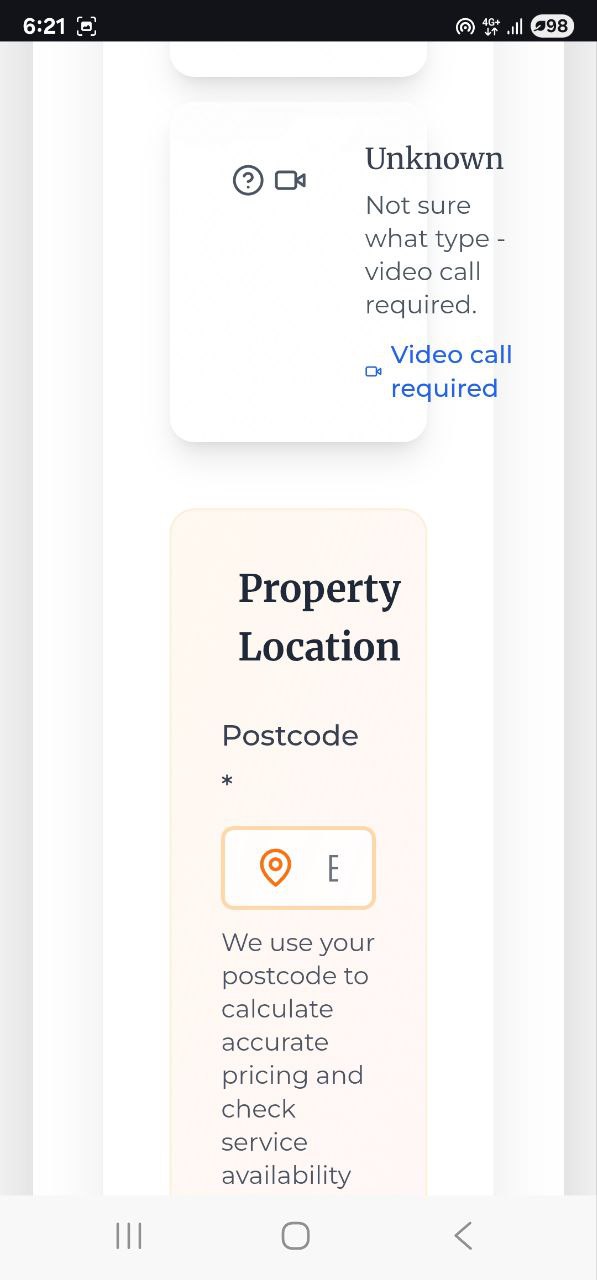 6:21
4G+
98
Unknown
Not sure
what type -
video call
required.
Video call
required
Property
Location
Postcode
*
E
We use your
postcode to
calculate
accurate
pricing and
check
service
availability